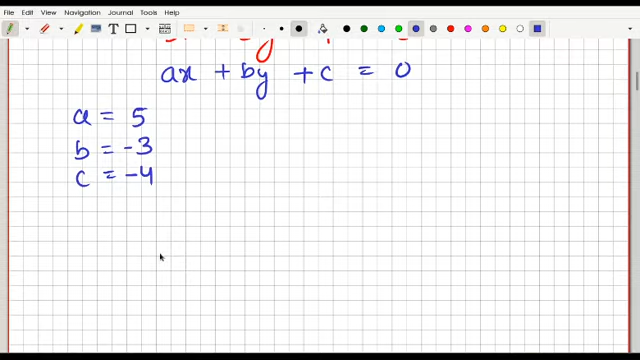 File Edit View Navigation Journal Tools Help
ax + by + c = 0
a = 5
b = -3
c = -4